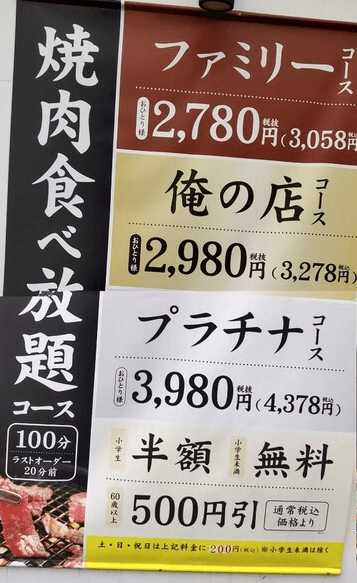 焼肉食べ放題コース
100分
ラストオーダー
20分前
ファミリーコース
おひとり様 2,780円税抜(3,058円税込
俺の店コース
おひとり様 2,980円税抜(3,278円税込
プラチナコース
おひとり様 3,980円税抜(4,378円税込)
小学生 半額 小学生未満 無料
60歳以上 500円引 通常税込価格より
土・日・祝日は上記料金に+200円(税込)※小学生未満は除く